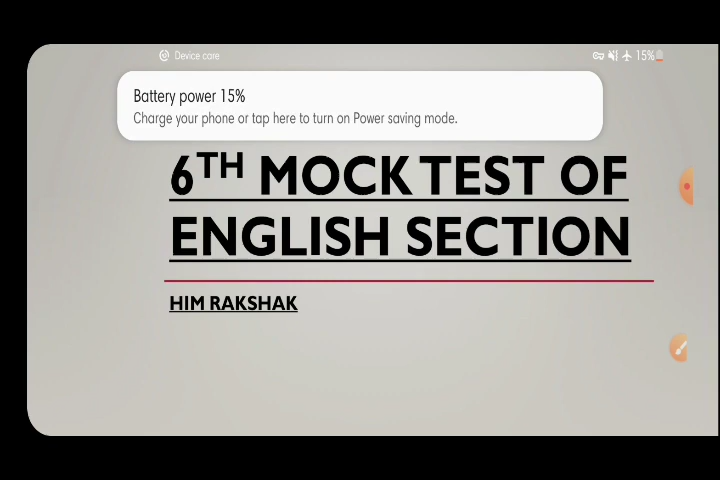 Device care
15%
Battery power 15%
Charge your phone or tap here to turn on Power saving mode.
6TH MOCK TEST OF
ENGLISH SECTION
HIM RAKSHAK